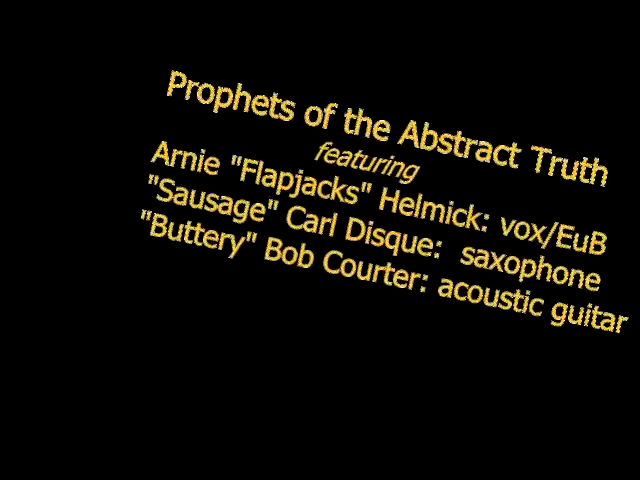 Prophets of the Abstract Truth
featuring
Arnie "Flapjacks" Helmick: vox/EuB
"Sausage" Carl Disque: saxophone
"Buttery" Bob Courter: acoustic guitar